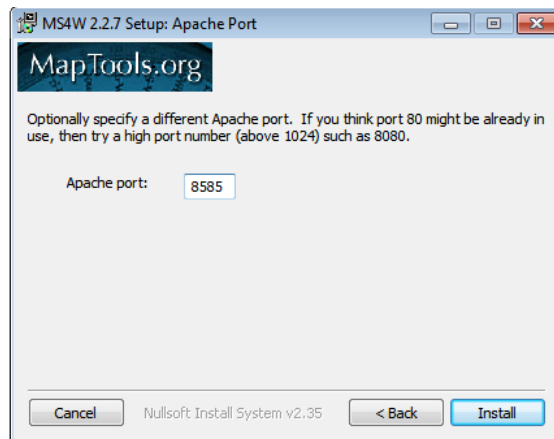 MS4W 2.2.7 Setup: Apache Port
MapTools.org
Optionally specify a different Apache port. If you think port 80 might be already in
use, then try a high port number (above 1024) such as 8080.
Apache port: 8585
Cancel Nullsoft Install System v2.35 < Back Install